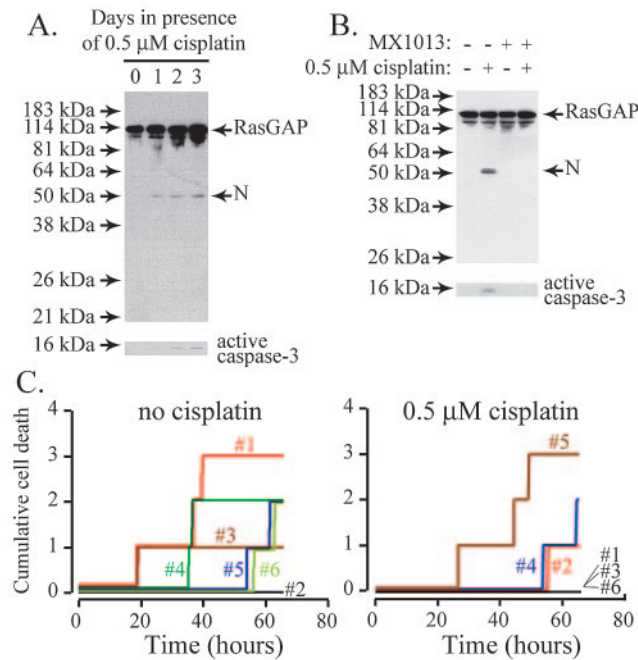 A.
Days in presence
of 0.5 μM cisplatin
0 1 2 3
183 kDa
114 kDa
RasGAP
81 kDa
64 kDa
50 kDa
N
38 kDa
26 kDa
21 kDa
16 kDa
active
caspase-3
B.
MX1013: - - + +
0.5 μM cisplatin: - + - +
183 kDa
114 kDa
RasGAP
81 kDa
64 kDa
50 kDa
N
38 kDa
26 kDa
16 kDa
active
caspase-3
C.
Cumulative cell death
no cisplatin
4
3
2
1
0
#1
#3
#4
#5
#6
#2
0 20 40 60 80
Time (hours)
0.5 μM cisplatin
4
3
2
1
0
#5
#4
#2
#1
#3
#6
0 20 40 60 80
Time (hours)